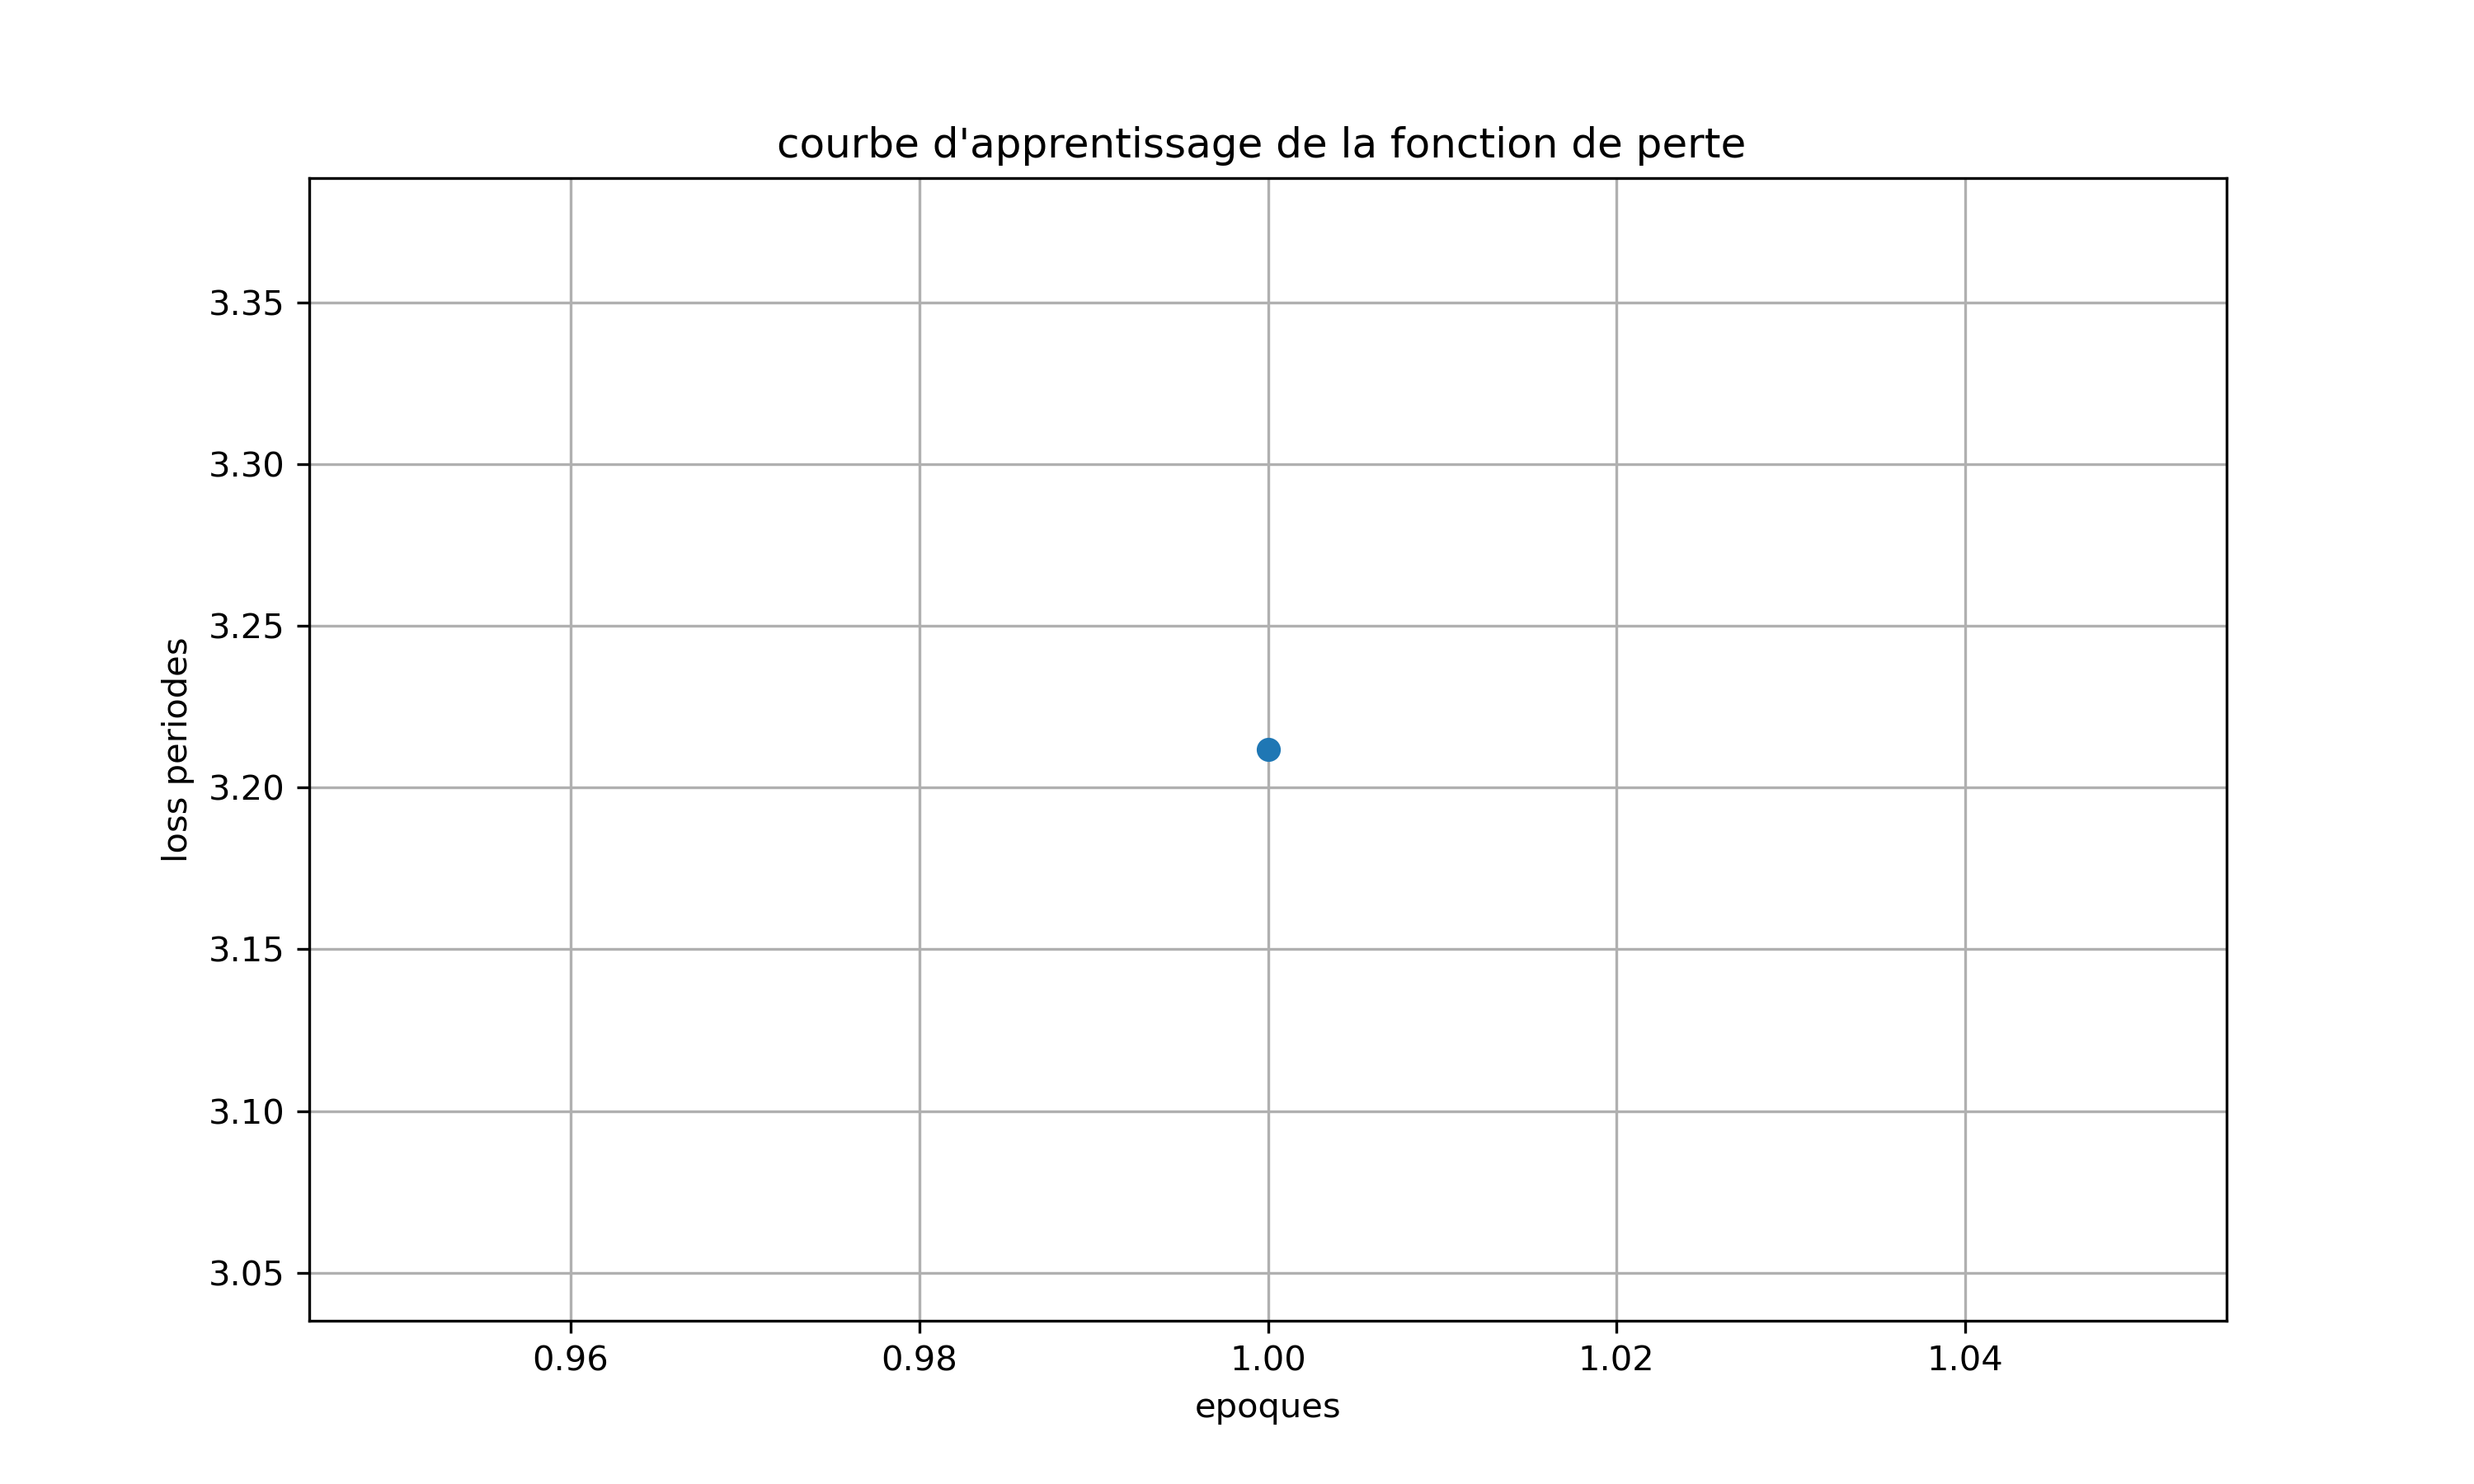 courbe d'apprentissage de la fonction de perte
loss periodes
3.35
3.30
3.25
3.20
3.15
3.10
3.05
0.96 0.98 1.00 1.02 1.04
epoques